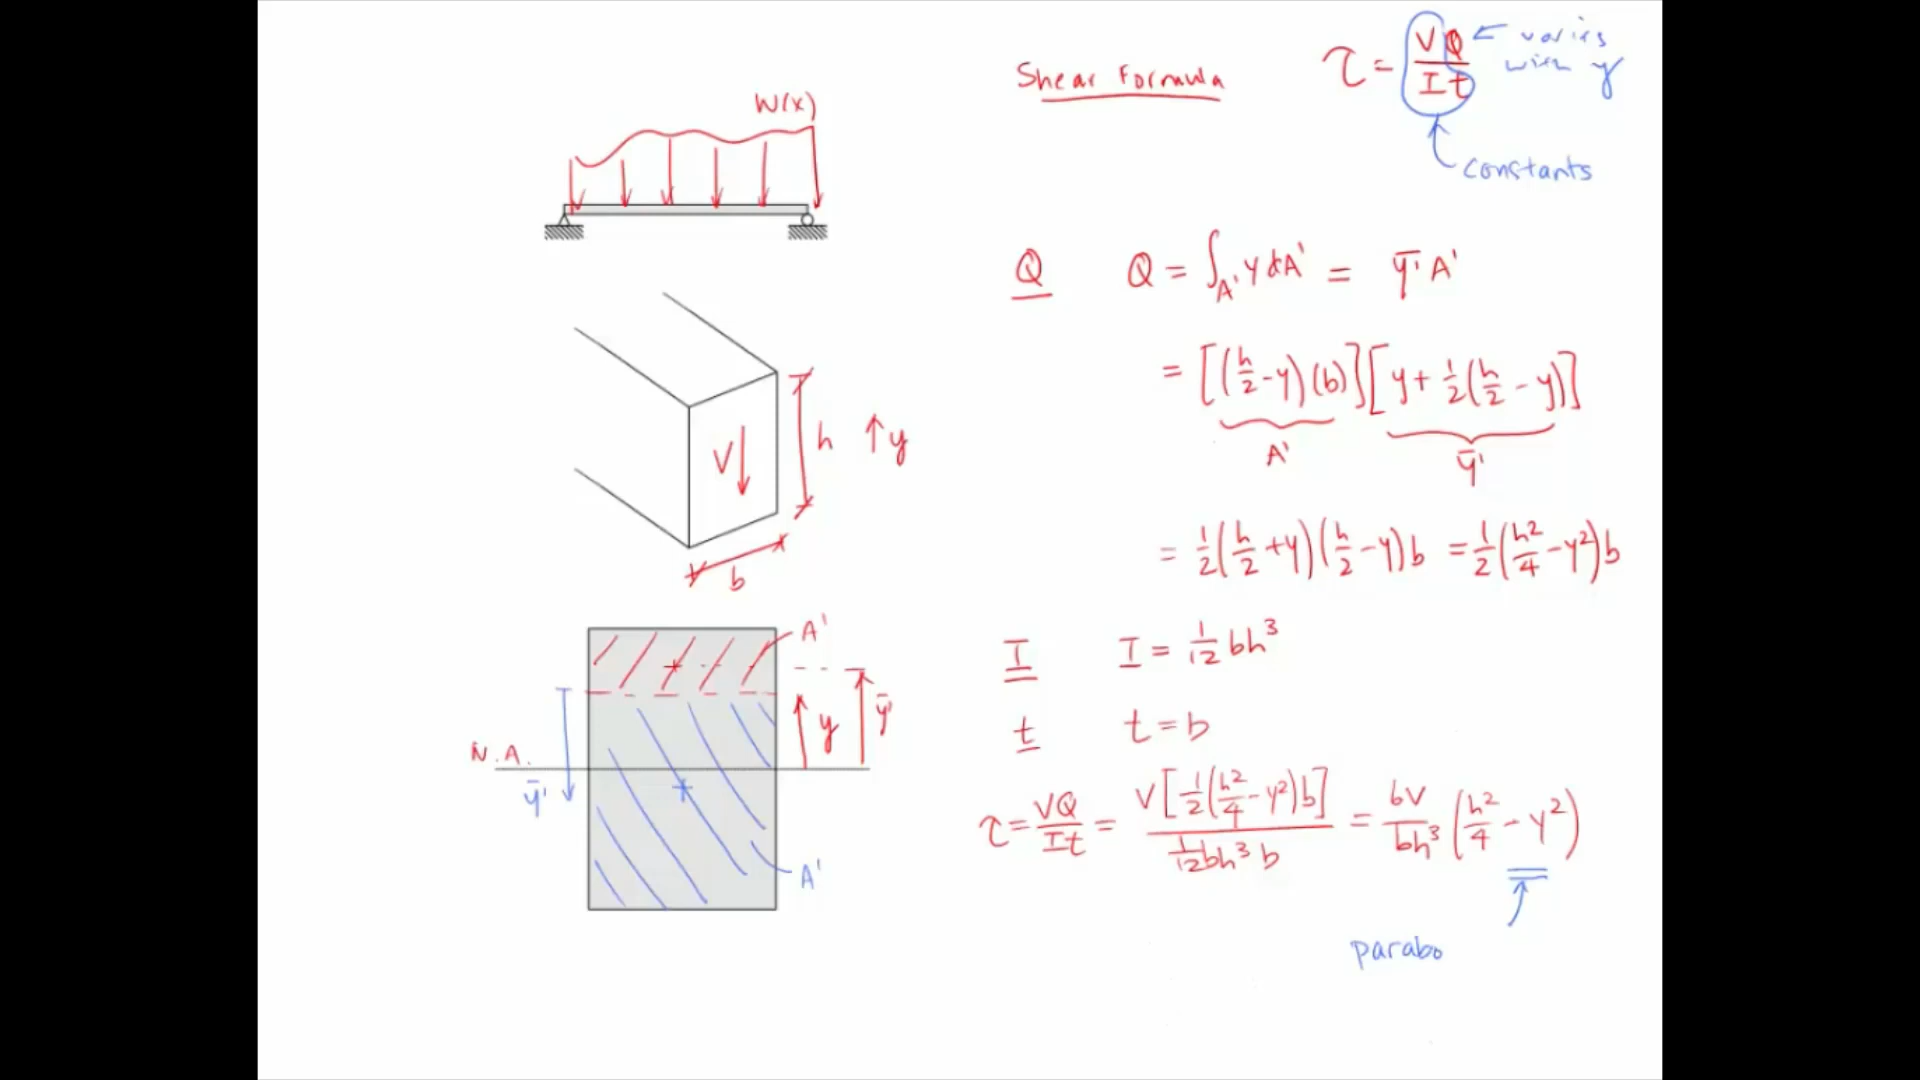 Shear Formula
τ = VQ/It ← varies with y
constants
W(x)
Q Q = ∫A' y dA' = ȳ'A'
= [(h/2 - y)(b)][y + 1/2(h/2 - y)]
A' ȳ'
V h ↑y
b
= 1/2(h/2 + y)(h/2 - y)b = 1/2(h²/4 - y²)b
A'
I I = 1/12 bh³
y ȳ'
t t = b
N.A.
ȳ'
τ = VQ/It = V[1/2(h²/4 - y²)b] / 1/12bh³ b = 6V/bh³ (h²/4 - y²)
A'
parabo